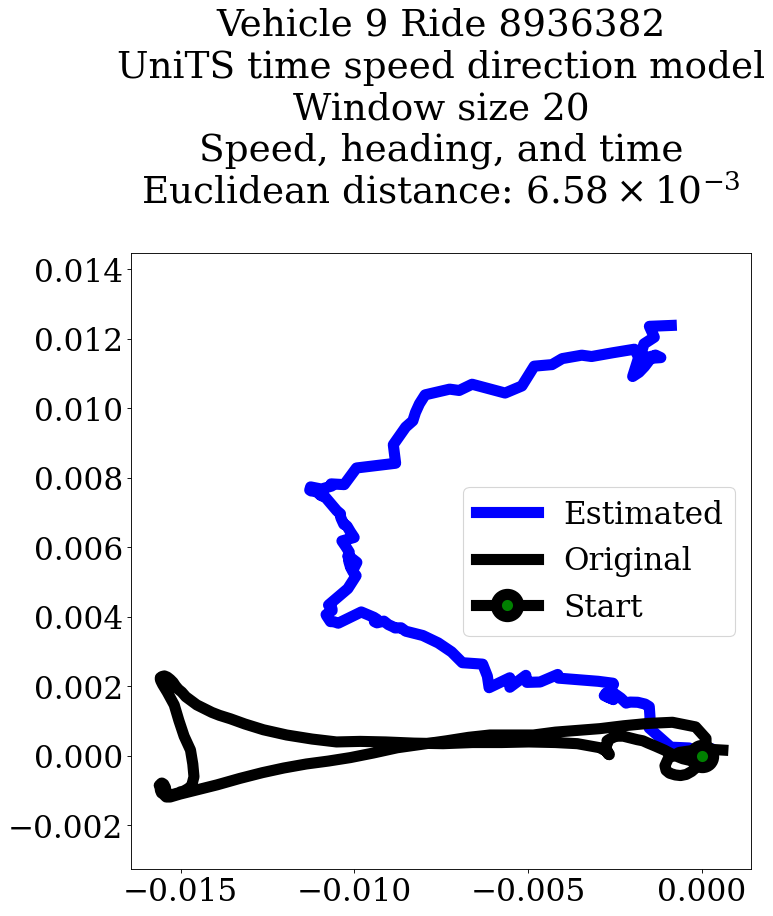 Vehicle 9 Ride 8936382
UniTS time speed direction model
Window size 20
Speed, heading, and time
Euclidean distance: 6.58 × 10⁻³
0.014
0.012
0.010
0.008
0.006
0.004
0.002
0.000
−0.002
Estimated
Original
Start
−0.015 −0.010 −0.005 0.000